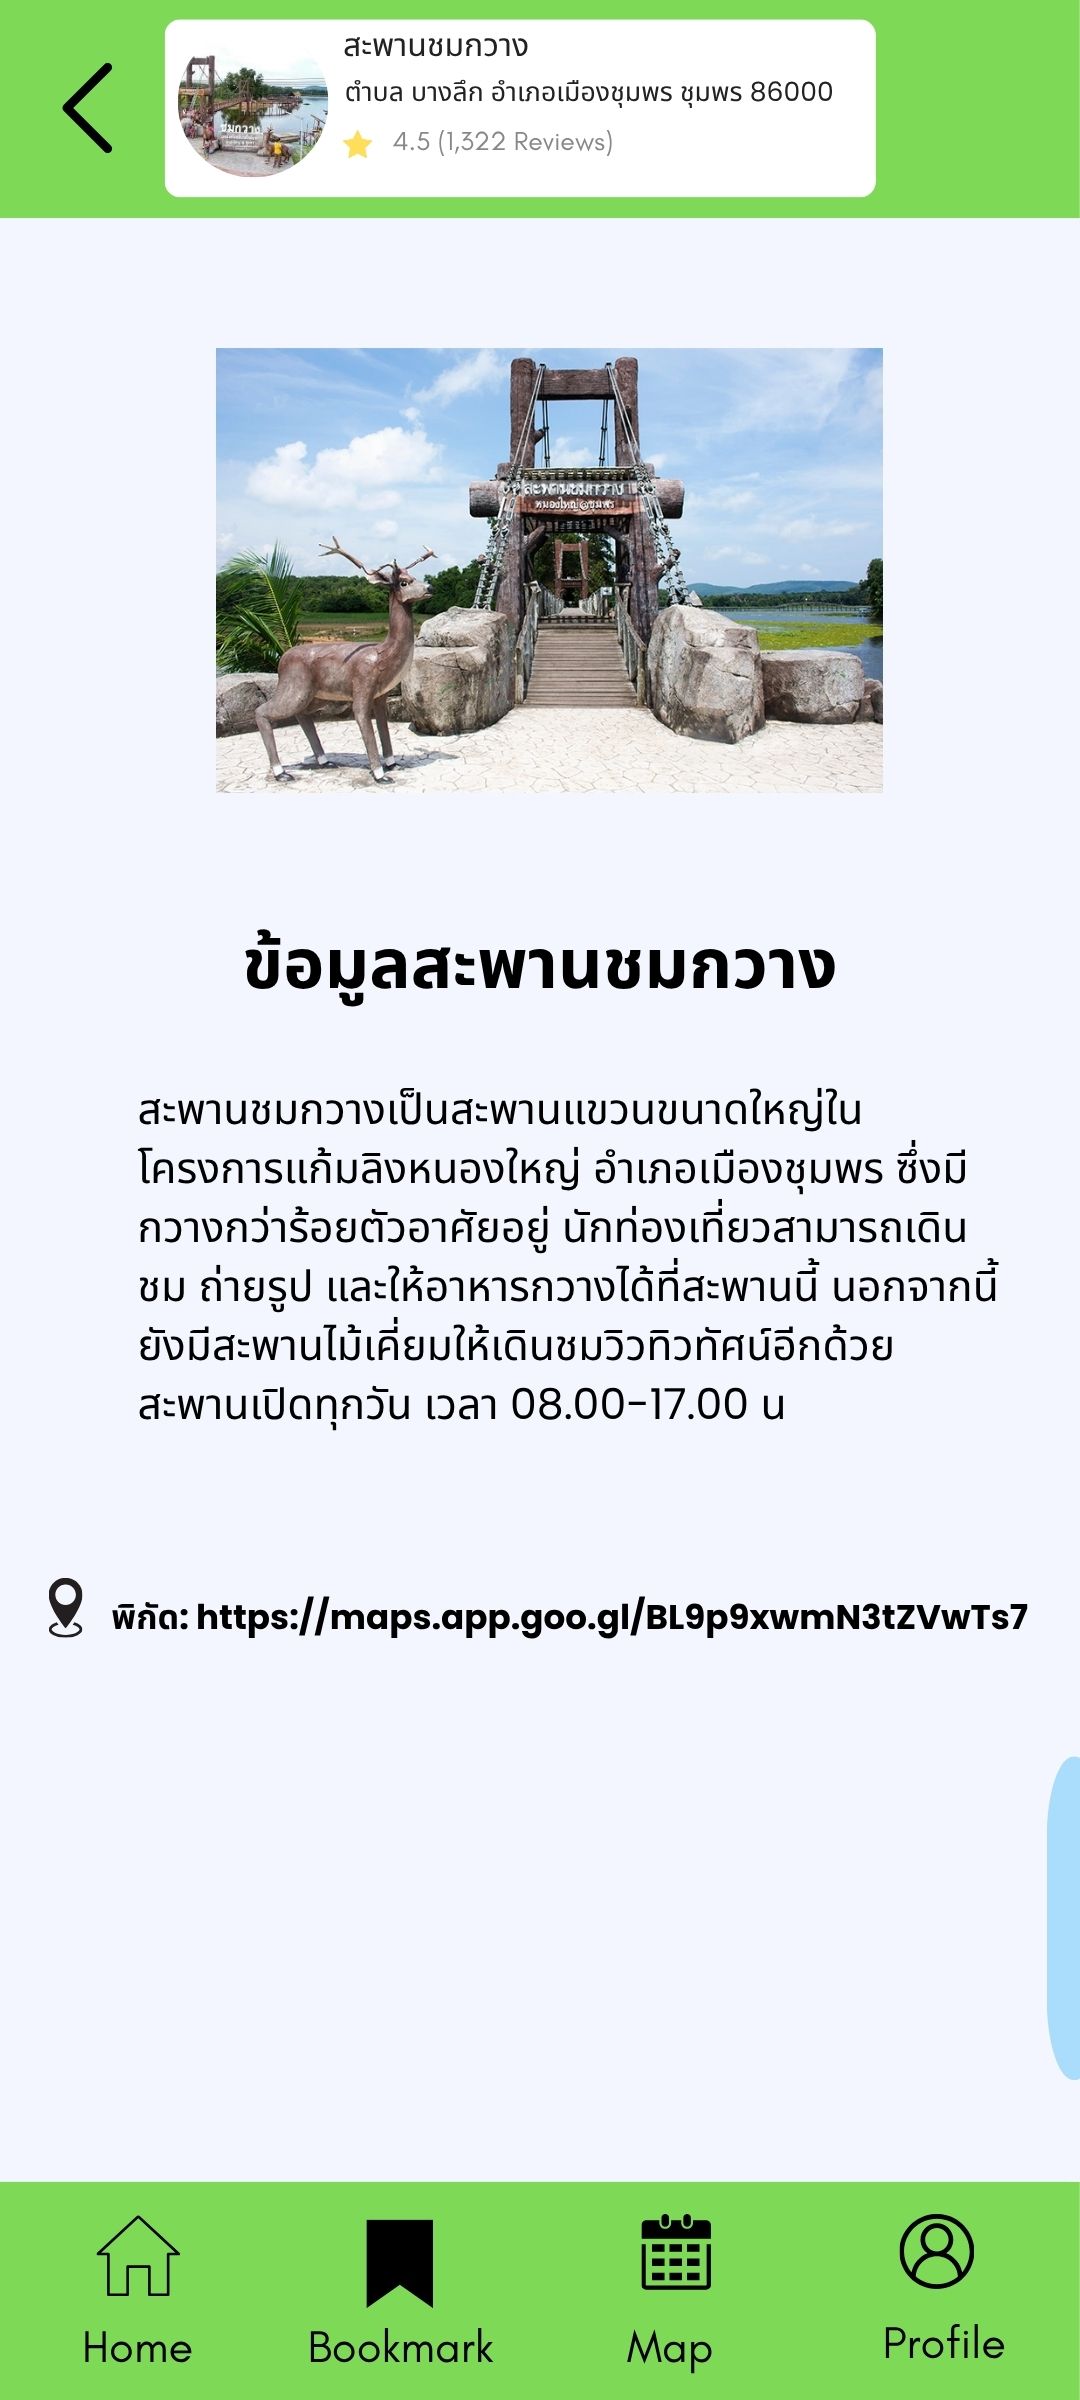 สะพานชมกวาง
ตำบล บางลึก อำเภอเมืองชุมพร ชุมพร 86000
4.5 (1,322 Reviews)
ชมกวาง
สะพานชมกวาง
หนองใหญ่@ชุมพร
ข้อมูลสะพานชมกวาง
สะพานชมกวางเป็นสะพานแขวนขนาดใหญ่ใน
โครงการแก้มลิงหนองใหญ่ อำเภอเมืองชุมพร ซึ่งมี
กวางกว่าร้อยตัวอาศัยอยู่ นักท่องเที่ยวสามารถเดิน
ชม ถ่ายรูป และให้อาหารกวางได้ที่สะพานนี้ นอกจากนี้
ยังมีสะพานไม้เคี่ยมให้เดินชมวิวทิวทัศน์อีกด้วย
สะพานเปิดทุกวัน เวลา 08.00-17.00 น
พิกัด: https://maps.app.goo.gl/BL9p9xwmN3tZVwTs7
Home
Bookmark
Map
Profile